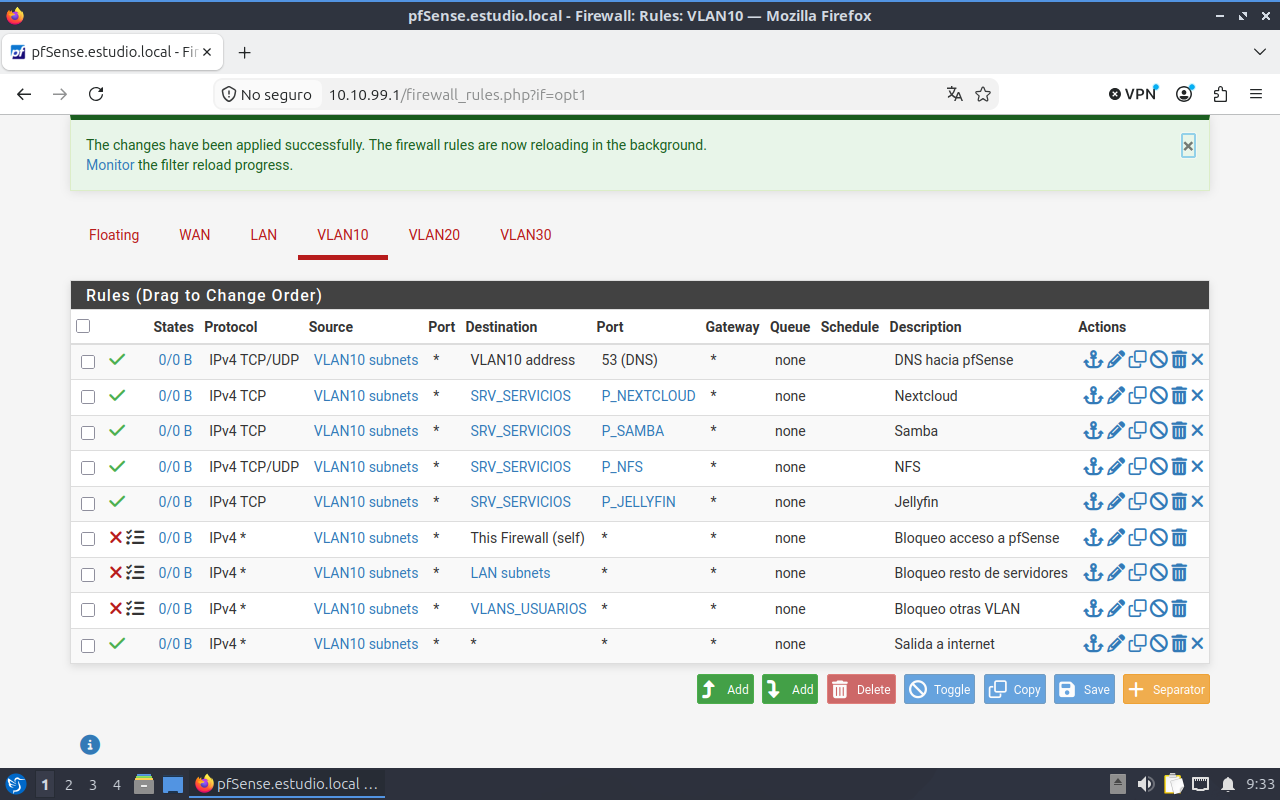 pfSense.estudio.local - Firewall: Rules: VLAN10 — Mozilla Firefox
pfSense.estudio.local - Fir
No seguro 10.10.99.1/firewall_rules.php?if=opt1 VPN
The changes have been applied successfully. The firewall rules are now reloading in the background.
Monitor the filter reload progress.
Floating WAN LAN VLAN10 VLAN20 VLAN30
Rules (Drag to Change Order)
States Protocol Source Port Destination Port Gateway Queue Schedule Description Actions
0/0 B IPv4 TCP/UDP VLAN10 subnets * VLAN10 address 53 (DNS) * none DNS hacia pfSense
0/0 B IPv4 TCP VLAN10 subnets * SRV_SERVICIOS P_NEXTCLOUD * none Nextcloud
0/0 B IPv4 TCP VLAN10 subnets * SRV_SERVICIOS P_SAMBA * none Samba
0/0 B IPv4 TCP/UDP VLAN10 subnets * SRV_SERVICIOS P_NFS * none NFS
0/0 B IPv4 TCP VLAN10 subnets * SRV_SERVICIOS P_JELLYFIN * none Jellyfin
0/0 B IPv4 * VLAN10 subnets * This Firewall (self) * * none Bloqueo acceso a pfSense
0/0 B IPv4 * VLAN10 subnets * LAN subnets * * none Bloqueo resto de servidores
0/0 B IPv4 * VLAN10 subnets * VLANS_USUARIOS * * none Bloqueo otras VLAN
0/0 B IPv4 * VLAN10 subnets * * * * none Salida a internet
Add Add Delete Toggle Copy Save Separator
1 2 3 4 pfSense.estudio.local ... 9:33